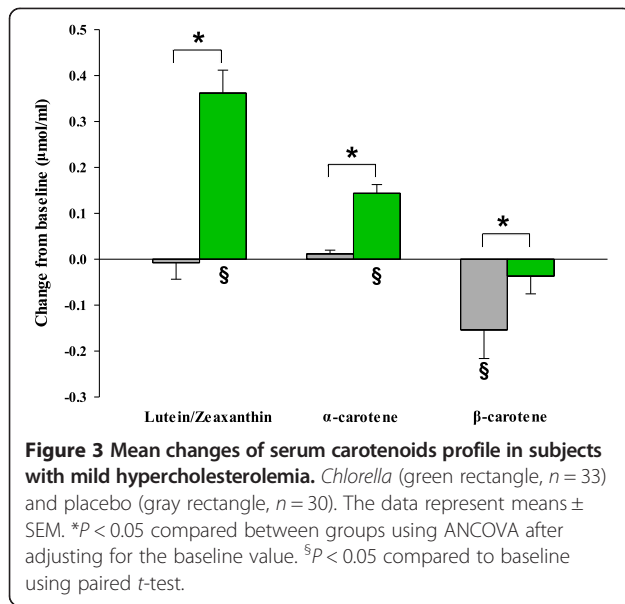 0.5
*
0.4
0.3
*
0.2
*
0.1
0.0
§
§
-0.1
-0.2
§
-0.3
Change from baseline (μmol/ml)
Lutein/Zeaxanthin α-carotene β-carotene
Figure 3 Mean changes of serum carotenoids profile in subjects
with mild hypercholesterolemia. Chlorella (green rectangle, n = 33)
and placebo (gray rectangle, n = 30). The data represent means ±
SEM. *P < 0.05 compared between groups using ANCOVA after
adjusting for the baseline value. §P < 0.05 compared to baseline
using paired t-test.